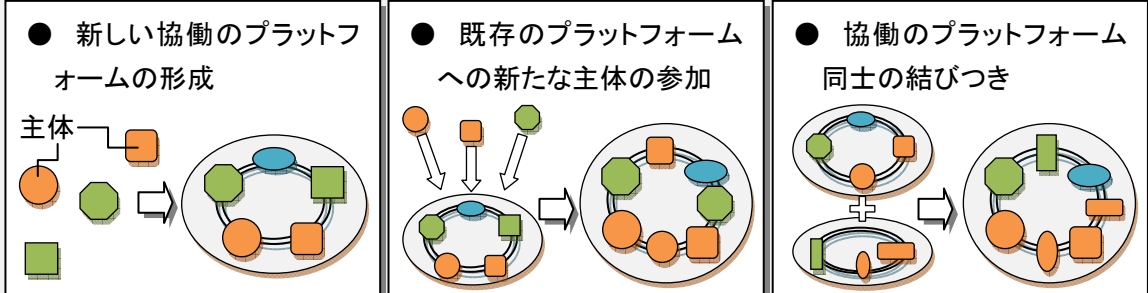 ● 新しい協働のプラットフ
ォームの形成
主体
● 既存のプラットフォーム
への新たな主体の参加
● 協働のプラットフォーム
同士の結びつき